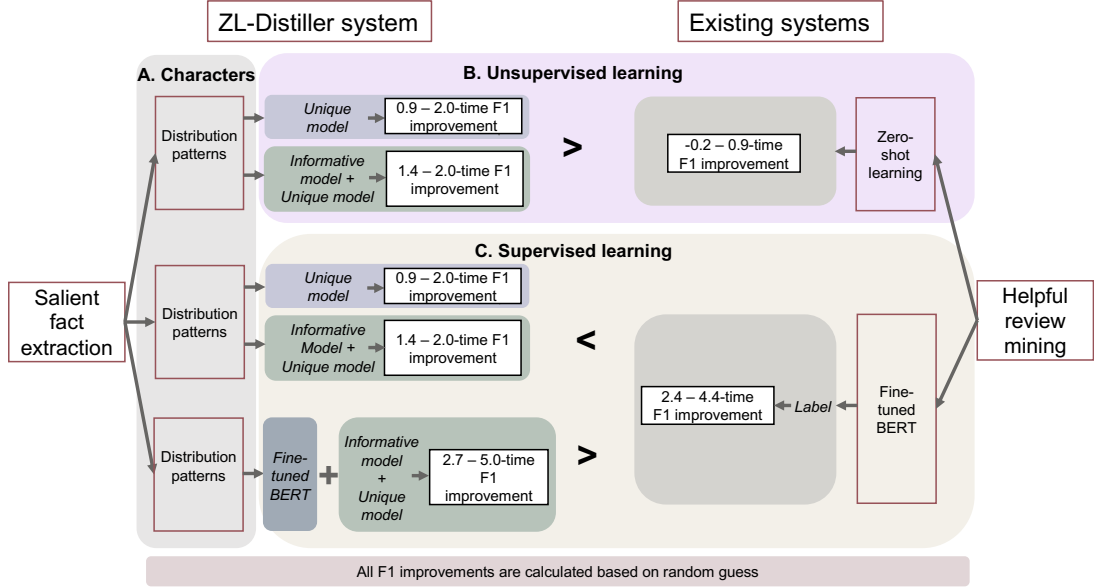 ZL-Distiller system
Existing systems
A. Characters
B. Unsupervised learning
Distribution
patterns
Unique
model
0.9 – 2.0-time F1
improvement
Informative
model +
Unique model
1.4 – 2.0-time F1
improvement
>
-0.2 – 0.9-time
F1 improvement
Zero-
shot
learning
C. Supervised learning
Salient
fact
extraction
Distribution
patterns
Unique
model
0.9 – 2.0-time F1
improvement
Informative
Model +
Unique model
1.4 – 2.0-time F1
improvement
<
Distribution
patterns
Fine-
tuned
BERT
+
Informative
model
+
Unique
model
2.7 – 5.0-time
F1
improvement
>
2.4 – 4.4-time
F1 improvement
Label
Fine-
tuned
BERT
Helpful
review
mining
All F1 improvements are calculated based on random guess